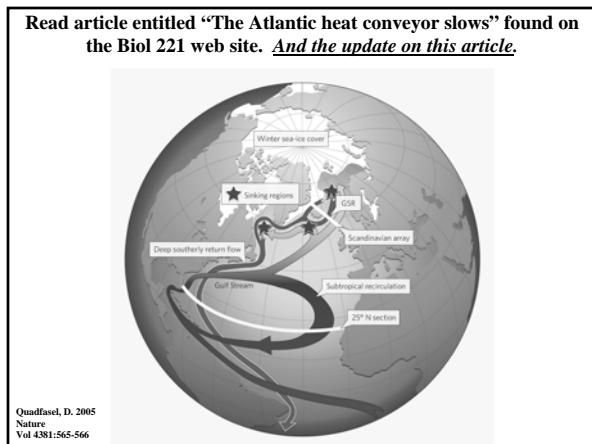 Read article entitled “The Atlantic heat conveyor slows” found on
the Biol 221 web site. And the update on this article.
Winter sea-ice cover
Sinking regions
GSR
Scandinavian array
Deep southerly return flow
Gulf Stream
Subtropical recirculation
25° N section
Quadfasel, D. 2005
Nature
Vol 4381:565-566